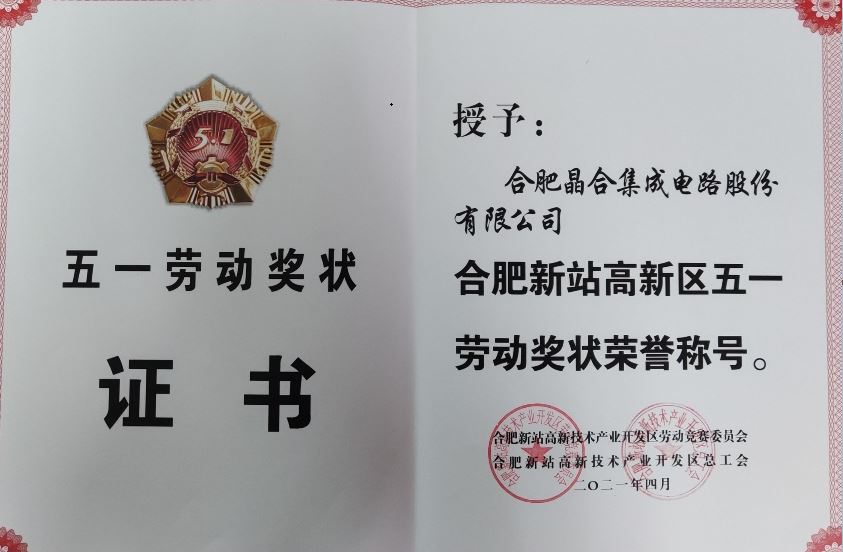 5.1
五一劳动奖状
证书
授予：
合肥晶合集成电路股份
有限公司
合肥新站高新区五一
劳动奖状荣誉称号。
合肥新站高新技术产业开发区劳动竞赛委员会
合肥新站高新技术产业开发区总工会
二〇二一年四月